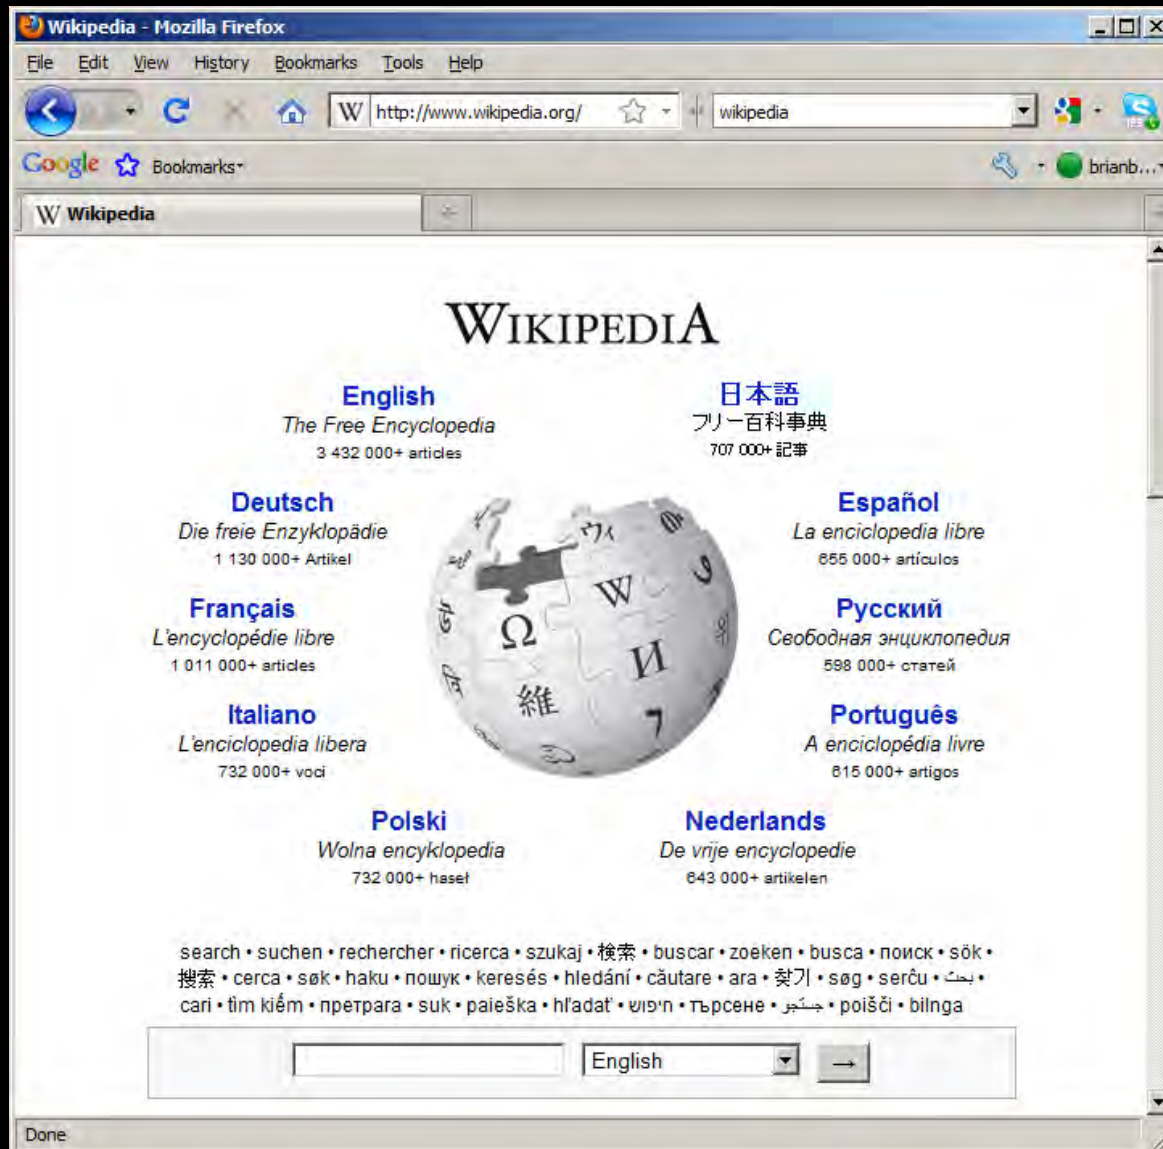 Wikipedia - Mozilla Firefox
File Edit View History Bookmarks Tools Help
W http://www.wikipedia.org/ wikipedia
Google Bookmarks brianb...
W Wikipedia
WIKIPEDIA
English 日本語
The Free Encyclopedia フリー百科事典
3 432 000+ articles 707 000+ 記事
Deutsch Español
Die freie Enzyklopädie La enciclopedia libre
1 130 000+ Artikel 655 000+ artículos
Français Русский
L'encyclopédie libre Свободная энциклопедия
1 011 000+ articles 598 000+ статей
Italiano Português
L'enciclopedia libera A enciclopédia livre
732 000+ voci 615 000+ artigos
Polski Nederlands
Wolna encyklopedia De vrije encyclopedie
732 000+ haseł 643 000+ artikelen
ウィ
W
Ω
И
維
search • suchen • rechercher • ricerca • szukaj • 検索 • buscar • zoeken • busca • поиск • sök •
搜索 • cerca • søk • haku • пошук • keresés • hledání • căutare • ara • 찾기 • søg • serĉu • بحث •
cari • tìm kiếm • претрага • suk • paieška • hľadať • חיפוש • търсене • جستجو • poišči • bilnga
English →
Done